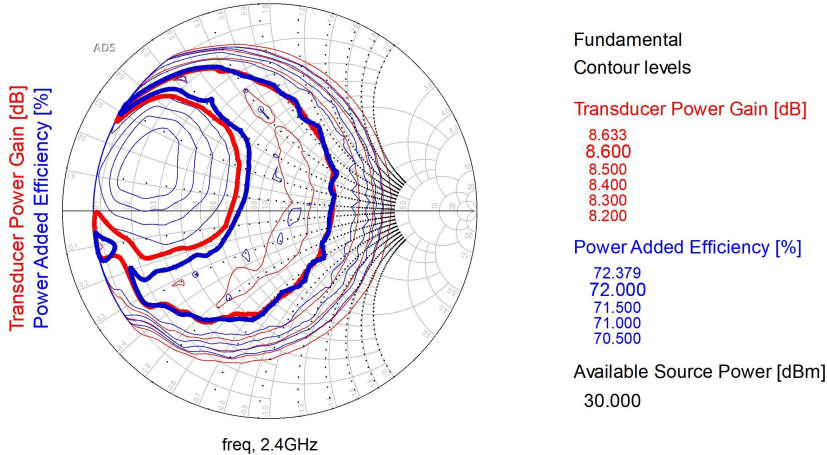 Transducer Power Gain [dB]
Power Added Efficiency [%]
ADS
freq, 2.4GHz
Fundamental
Contour levels
Transducer Power Gain [dB]
8.633
8.600
8.500
8.400
8.300
8.200
Power Added Efficiency [%]
72.379
72.000
71.500
71.000
70.500
Available Source Power [dBm]
30.000